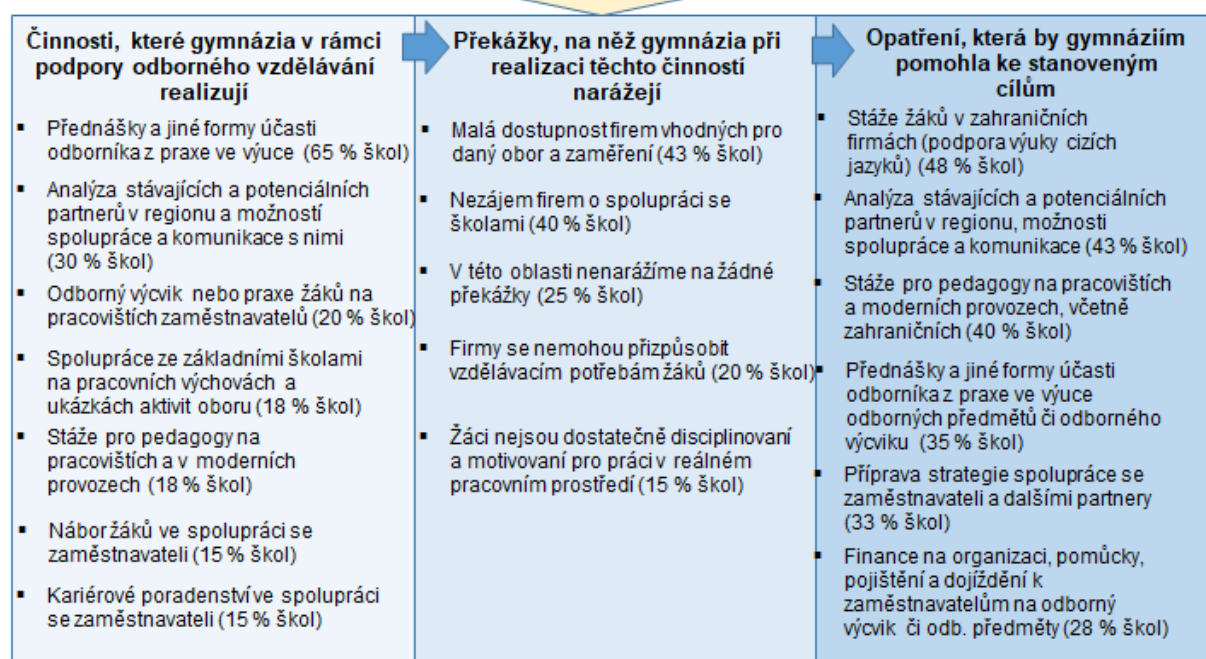 Činnosti, které gymnázia v rámci
podpory odborného vzdělávání
realizují
▪ Přednášky a jiné formy účasti
odborníka z praxe ve výuce (65 % škol)
▪ Analýza stávajících a potenciálních
partnerů v regionu a možností
spolupráce a komunikace s nimi
(30 % škol)
▪ Odborný výcvik nebo praxe žáků na
pracovištích zaměstnavatelů (20 % škol)
▪ Spolupráce ze základními školami
na pracovních výchovách a
ukázkách aktivit oboru (18 % škol)
▪ Stáže pro pedagogy na
pracovištích a v moderních
provozech (18 % škol)
▪ Nábor žáků ve spolupráci se
zaměstnavateli (15 % škol)
▪ Kariérové poradenství ve spolupráci
se zaměstnavateli (15 % škol)
Překážky, na něž gymnázia při
realizaci těchto činností
narážejí
▪ Malá dostupnost firem vhodných pro
daný obor a zaměření (43 % škol)
▪ Nezájem firem o spolupráci se
školami (40 % škol)
▪ V této oblasti nenarážíme na žádné
překážky (25 % škol)
▪ Firmy se nemohou přizpůsobit
vzdělávacím potřebám žáků (20 % škol)
▪ Žáci nejsou dostatečně disciplinovaní
a motivovaní pro práci v reálném
pracovním prostředí (15 % škol)
Opatření, která by gymnáziím
pomohla ke stanoveným
cílům
▪ Stáže žáků v zahraničních
firmách (podpora výuky cizích
jazyků) (48 % škol)
▪ Analýza stávajících a potenciálních
partnerů v regionu, možnosti
spolupráce a komunikace (43 % škol)
▪ Stáže pro pedagogy na pracovištích
a moderních provozech, včetně
zahraničních (40 % škol)
▪ Přednášky a jiné formy účasti
odborníka z praxe ve výuce
odborných předmětů či odborného
výcviku (35 % škol)
▪ Příprava strategie spolupráce se
zaměstnavateli a dalšími partnery
(33 % škol)
▪ Finance na organizaci, pomůcky,
pojištění a dojíždění k
zaměstnavatelům na odborný
výcvik či odb. předměty (28 % škol)